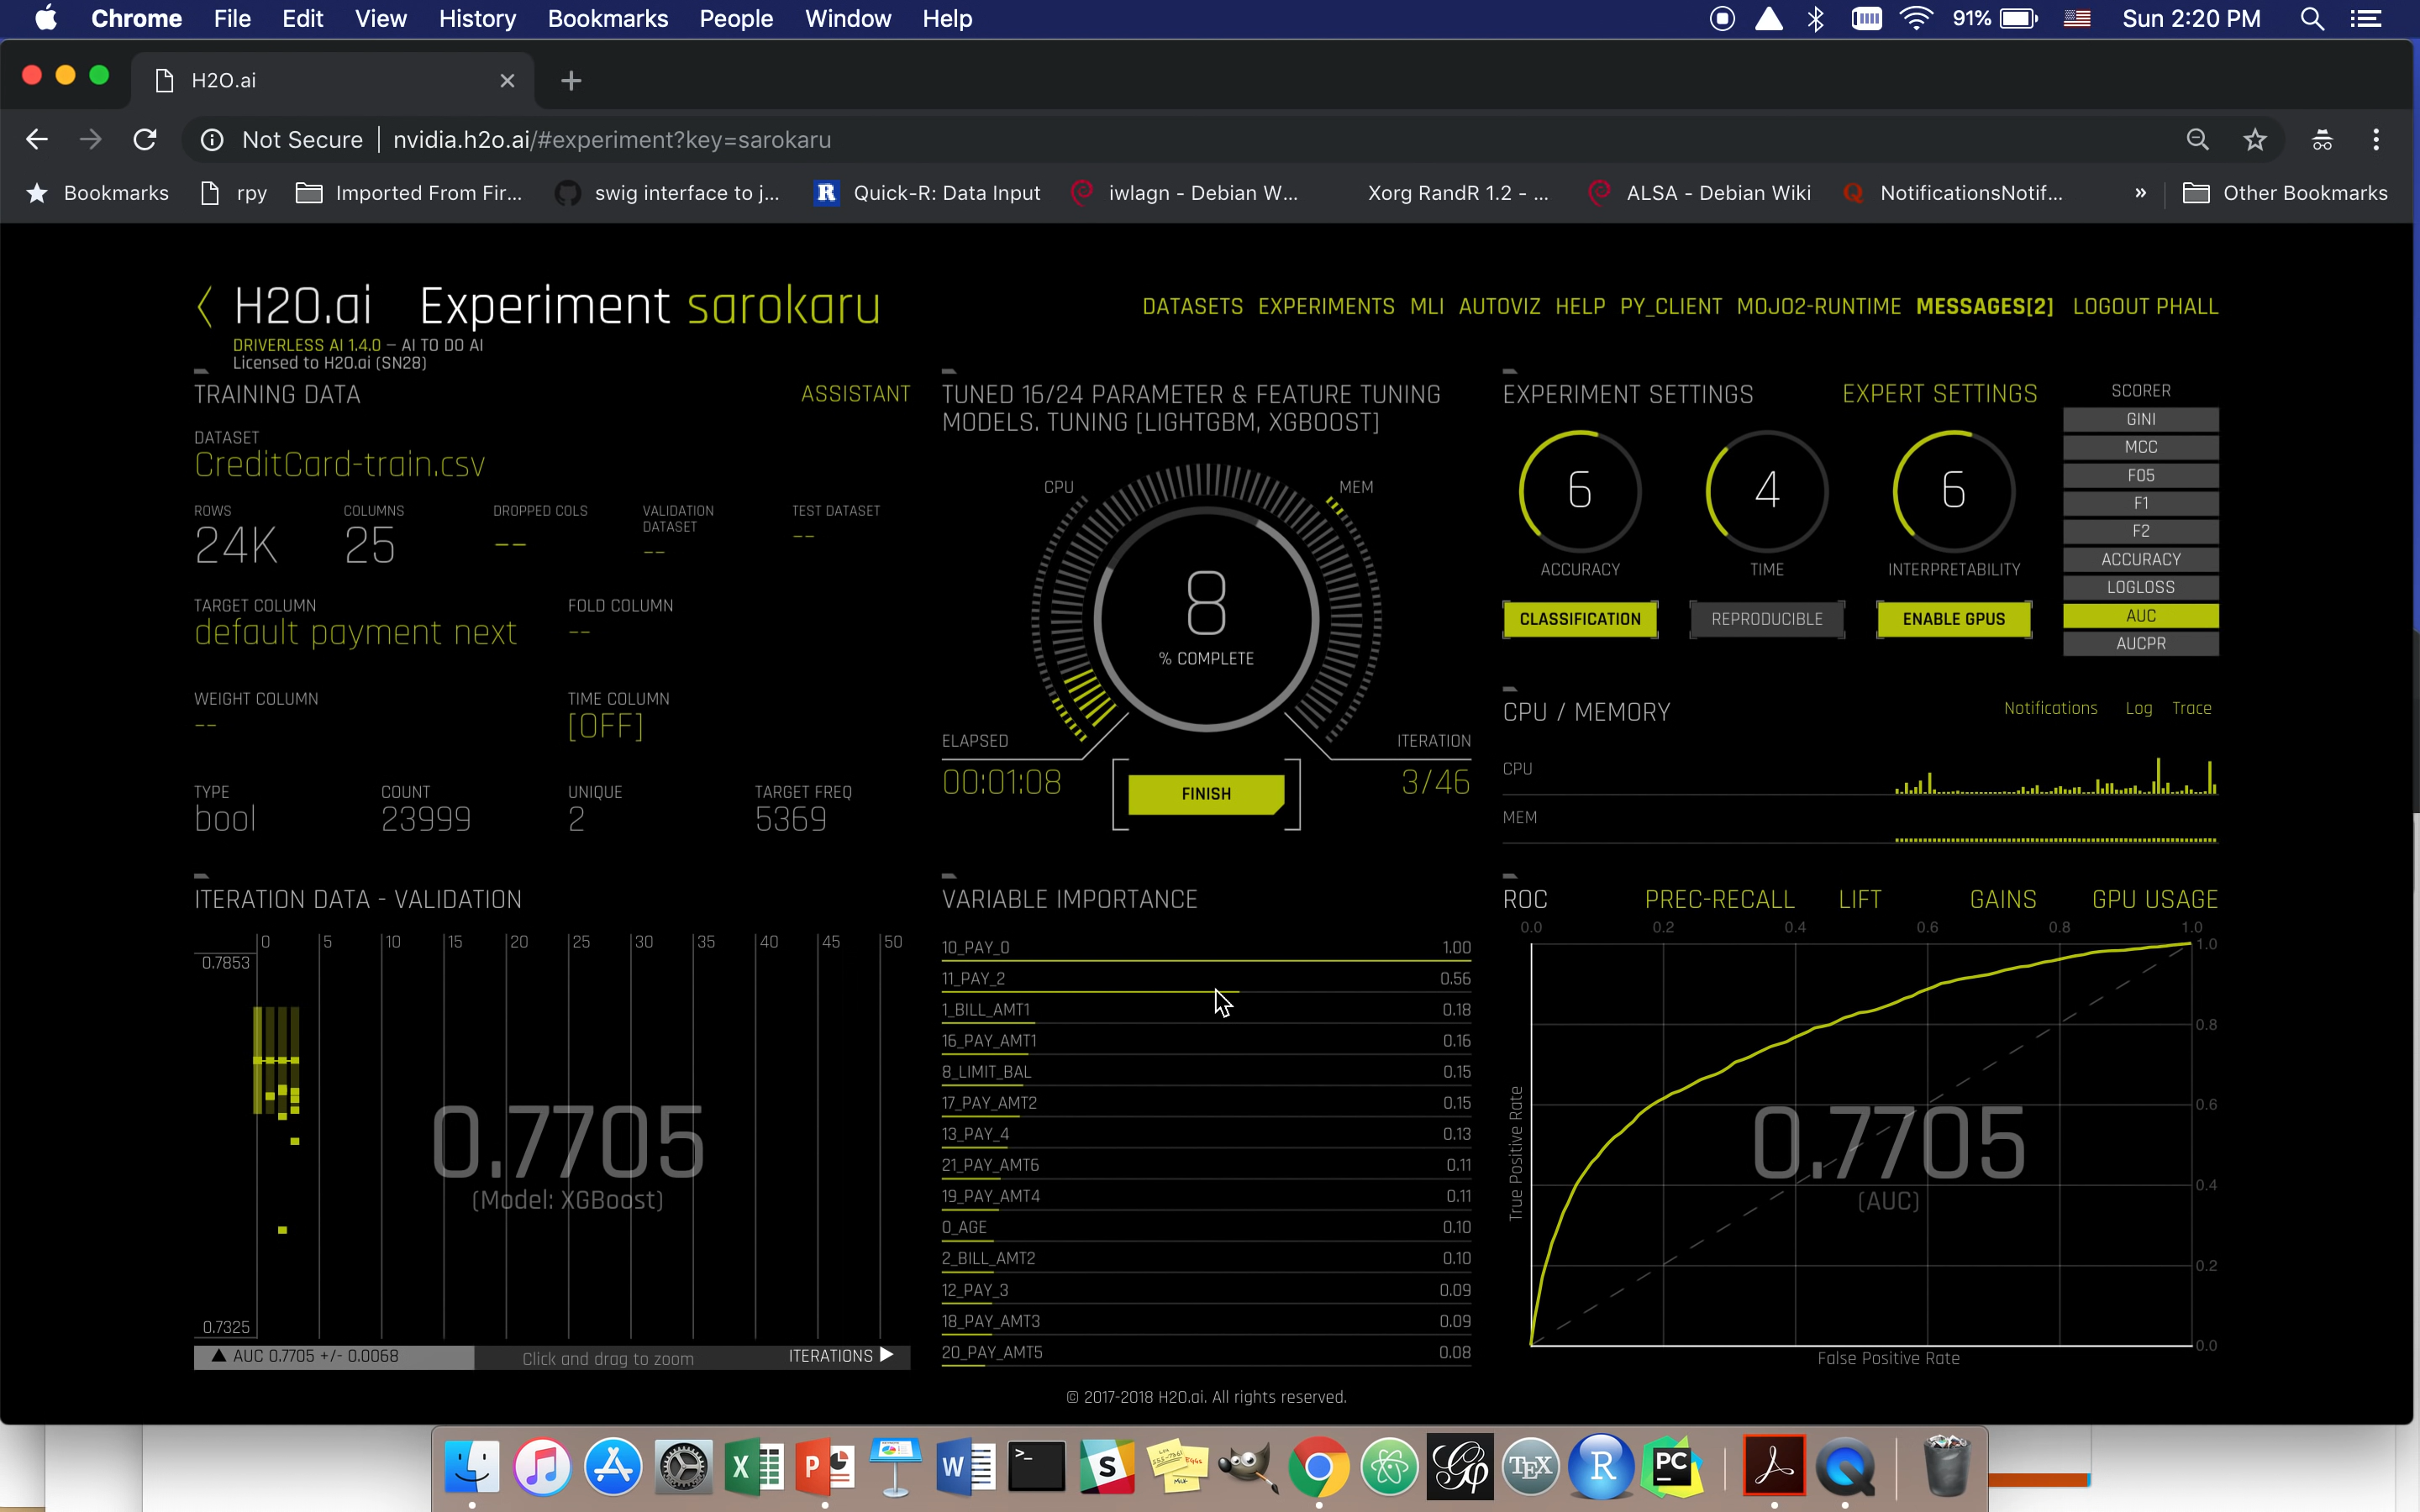 Chrome File Edit View History Bookmarks People Window Help 91% Sun 2:20 PM
H2O.ai
Not Secure | nvidia.h2o.ai/#experiment?key=sarokaru
Bookmarks rpy Imported From Fir... swig interface to j... R Quick-R: Data Input iwlagn - Debian W... Xorg RandR 1.2 - ... ALSA - Debian Wiki NotificationsNotif... » Other Bookmarks
H2O.ai Experiment sarokaru
DATASETS EXPERIMENTS MLI AUTOVIZ HELP PY_CLIENT MOJO2-RUNTIME MESSAGES[2] LOGOUT PHALL
DRIVERLESS AI 1.4.0 – AI TO DO AI
Licensed to H2O.ai (SN28)
TRAINING DATA ASSISTANT
DATASET
CreditCard-train.csv
ROWS COLUMNS DROPPED COLS VALIDATION DATASET TEST DATASET
24K 25 -- -- --
TARGET COLUMN FOLD COLUMN
default payment next --
WEIGHT COLUMN TIME COLUMN
-- [OFF]
TYPE COUNT UNIQUE TARGET FREQ
bool 23999 2 5369
TUNED 16/24 PARAMETER & FEATURE TUNING
MODELS. TUNING [LIGHTGBM, XGBOOST]
CPU MEM
8
% COMPLETE
ELAPSED ITERATION
00:01:08 3/46
FINISH
EXPERIMENT SETTINGS EXPERT SETTINGS
6 4 6
ACCURACY TIME INTERPRETABILITY
CLASSIFICATION REPRODUCIBLE ENABLE GPUS
SCORER
GINI
MCC
F05
F1
F2
ACCURACY
LOGLOSS
AUC
AUCPR
CPU / MEMORY Notifications Log Trace
CPU
MEM
ITERATION DATA - VALIDATION
0 5 10 15 20 25 30 35 40 45 50
0.7853
0.7705
(Model: XGBoost)
0.7325
▲ AUC 0.7705 +/- 0.0068 Click and drag to zoom ITERATIONS ▶
VARIABLE IMPORTANCE
10_PAY_0 1.00
11_PAY_2 0.56
1_BILL_AMT1 0.18
16_PAY_AMT1 0.16
8_LIMIT_BAL 0.15
17_PAY_AMT2 0.15
13_PAY_4 0.13
21_PAY_AMT6 0.11
19_PAY_AMT4 0.11
0_AGE 0.10
2_BILL_AMT2 0.10
12_PAY_3 0.09
18_PAY_AMT3 0.09
20_PAY_AMT5 0.08
ROC PREC-RECALL LIFT GAINS GPU USAGE
0.0 0.2 0.4 0.6 0.8 1.0
1.0
0.8
0.6
0.4
0.2
0.0
True Positive Rate
0.7705
(AUC)
False Positive Rate
© 2017-2018 H2O.ai. All rights reserved.
X P W >_ S TEX R PC